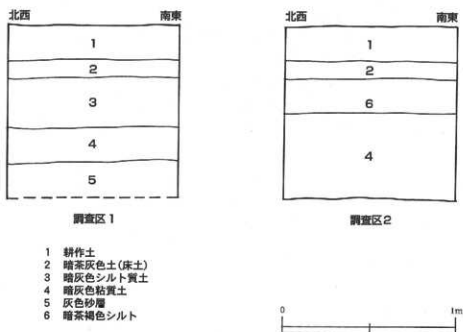 北西 南東
1
2
3
4
5
調査区1
北西 南東
1
2
6
4
調査区2
1 耕作土
2 暗茶灰色土(床土)
3 暗灰色シルト質土
4 暗灰色粘質土
5 灰色砂層
6 暗茶褐色シルト
0 1m